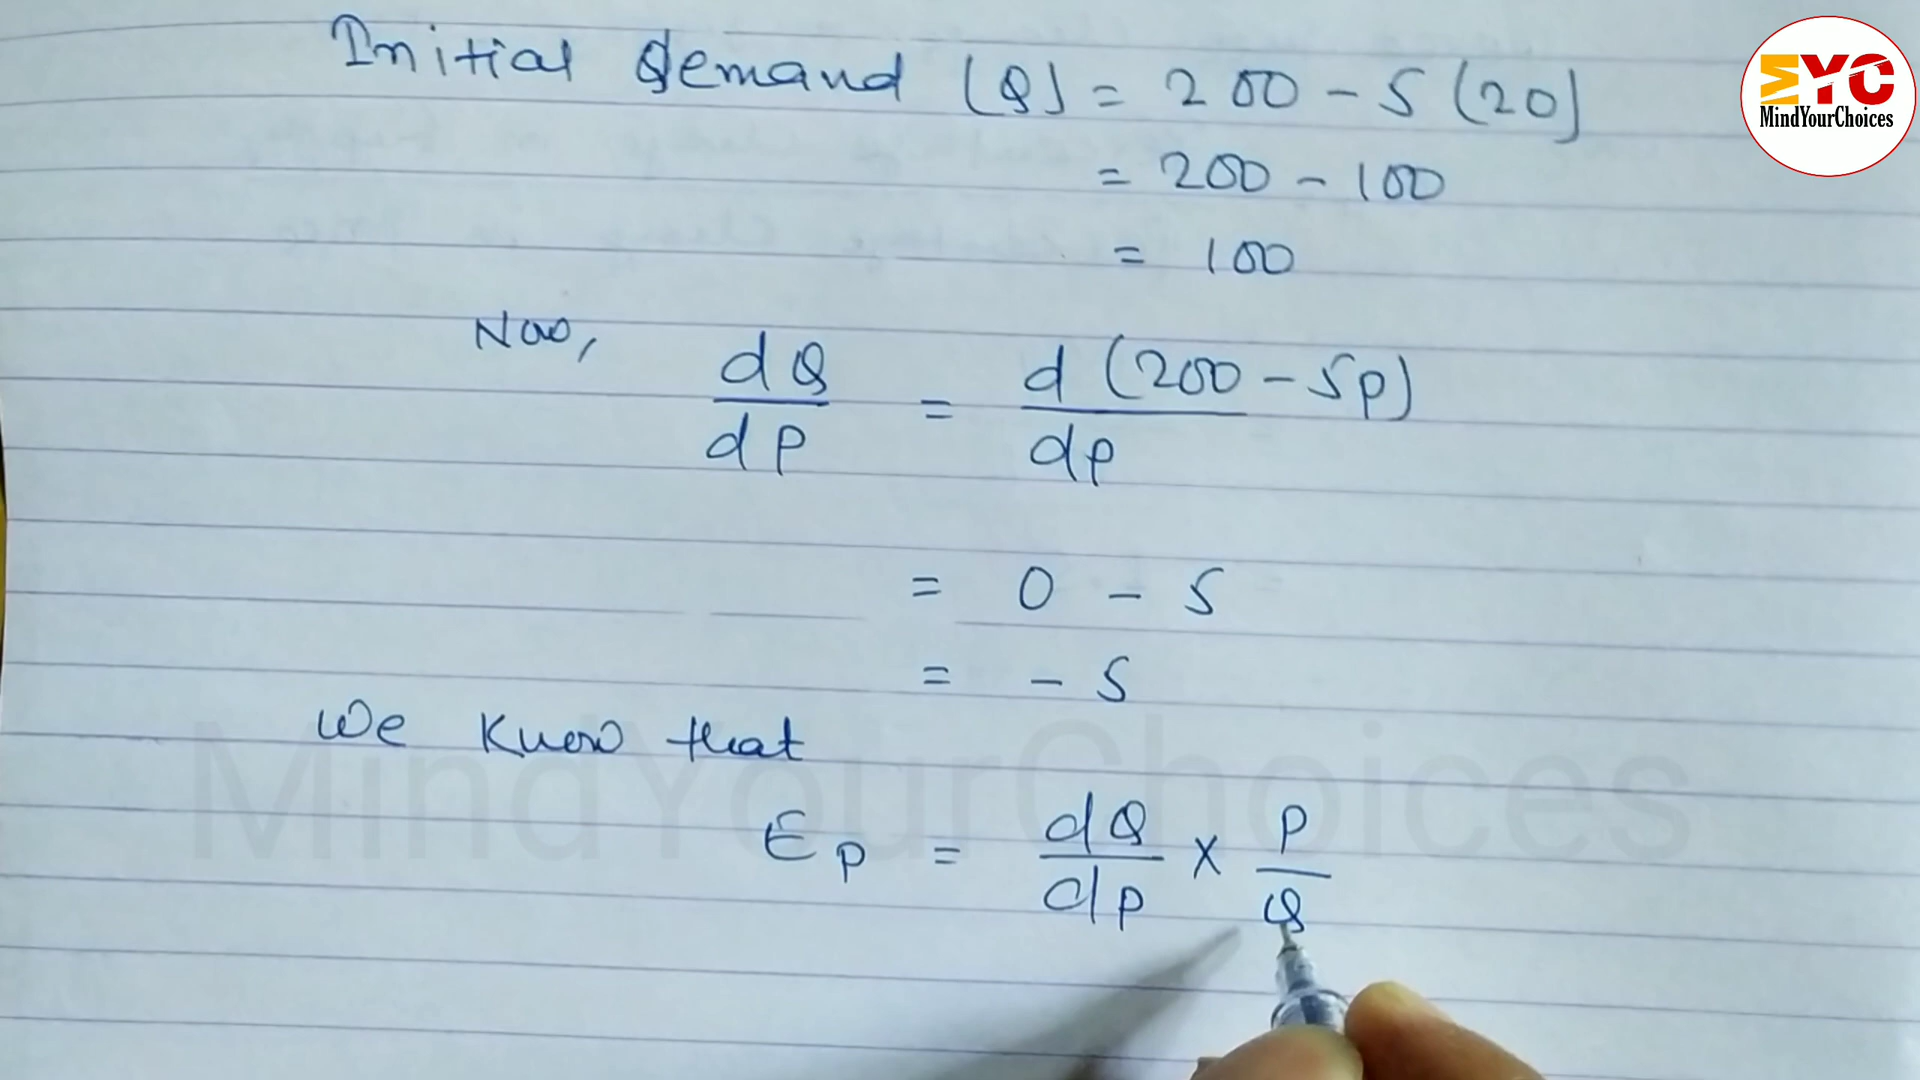 MYC
MindYourChoices
Initial demand (Q) = 200 - 5 (20)
= 200 - 100
= 100
Now, dQ/dP = d (200 - 5P)/dP
= 0 - 5
= - 5
We know that
MindYourChoices
EP = dQ/dP × P/Q